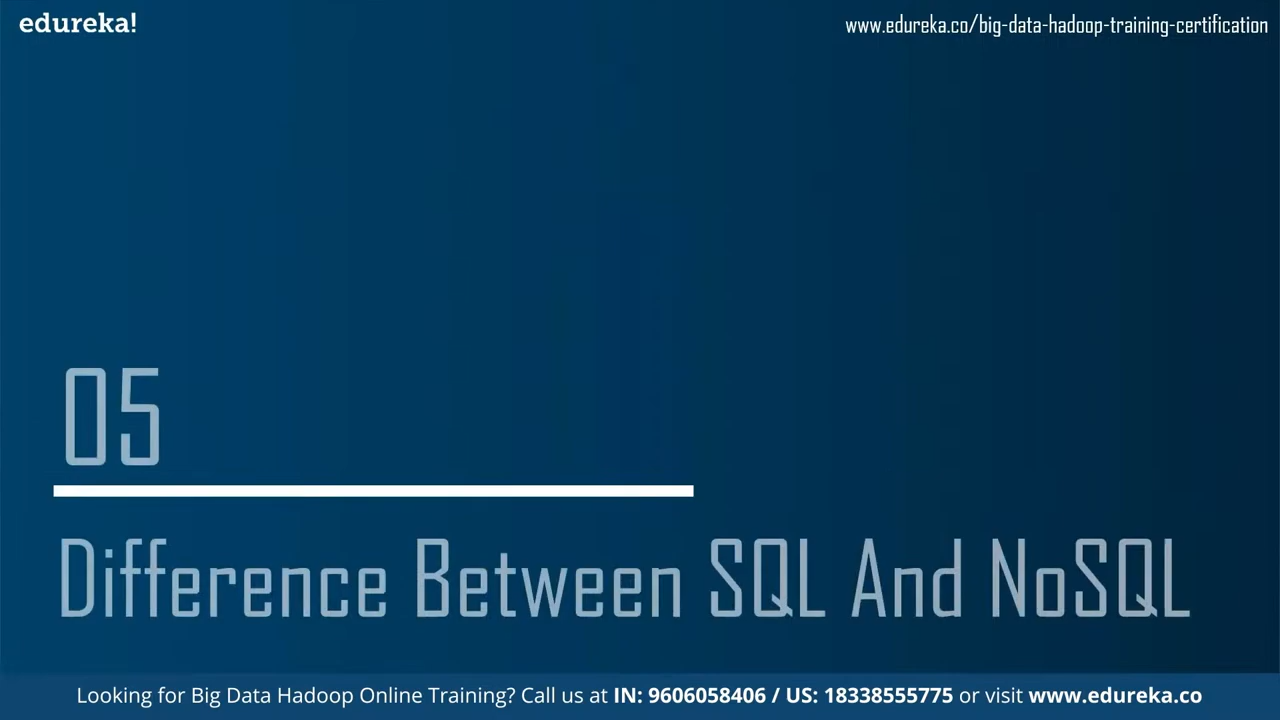 edureka!
www.edureka.co/big-data-hadoop-training-certification
05
Difference Between SQL And NoSQL
Looking for Big Data Hadoop Online Training? Call us at IN: 9606058406 / US: 18338555775 or visit www.edureka.co